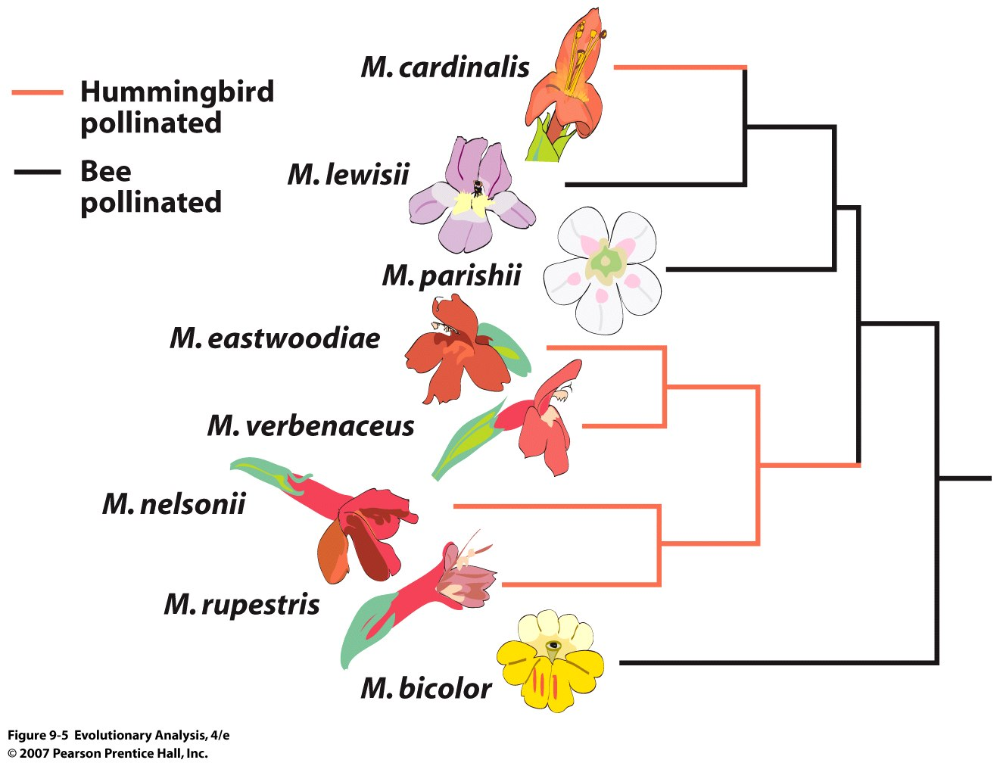 M. cardinalis
Hummingbird
pollinated
Bee
pollinated
M. lewisii
M. parishii
M. eastwoodiae
M. verbenaceus
M. nelsonii
M. rupestris
M. bicolor
Figure 9-5 Evolutionary Analysis, 4/e
© 2007 Pearson Prentice Hall, Inc.